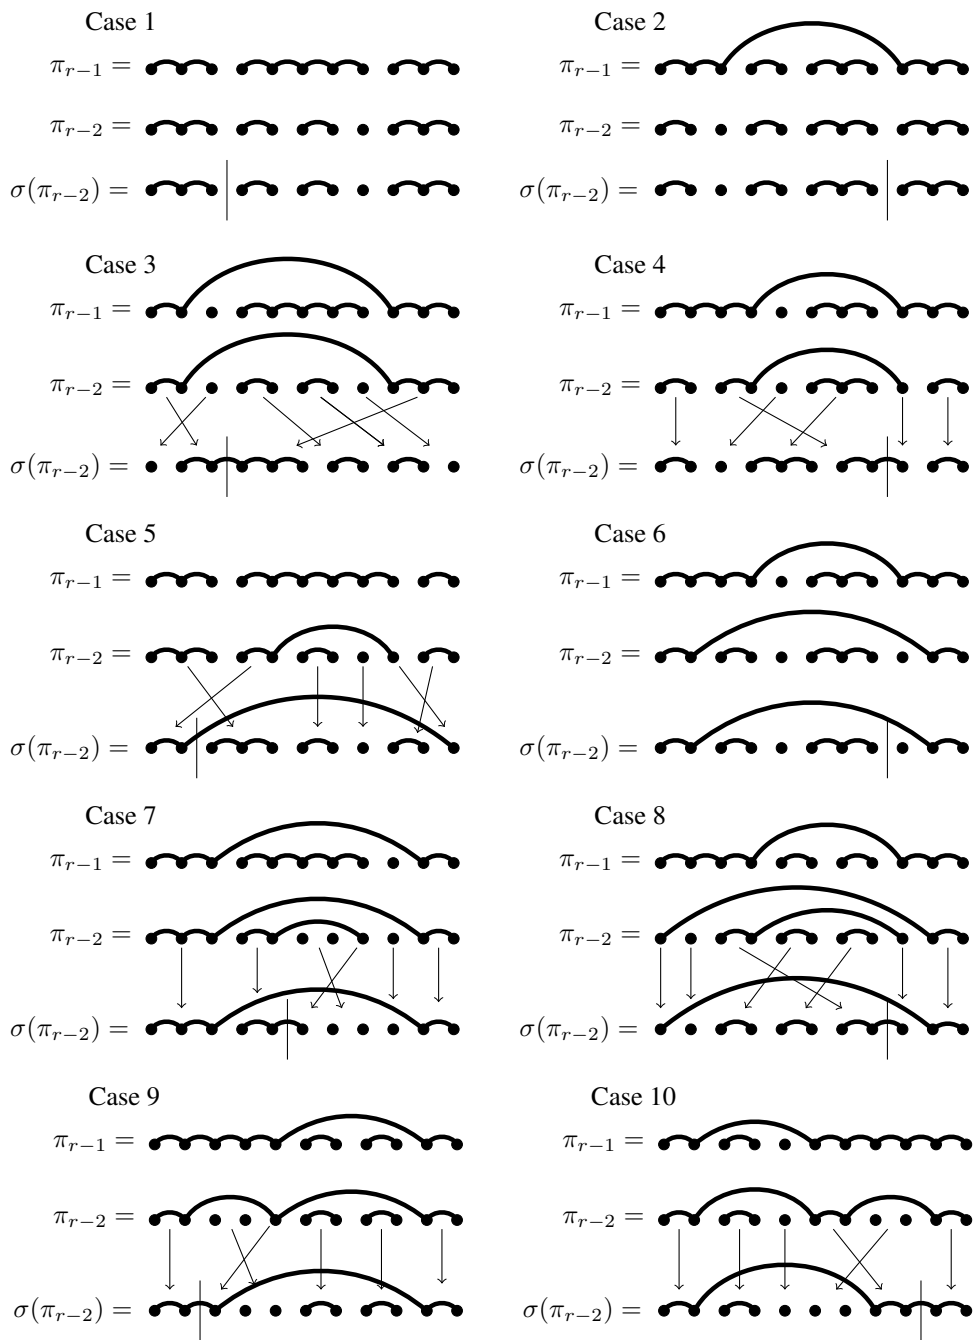 Case 1
π_{r−1} =
π_{r−2} =
σ(π_{r−2}) =
Case 2
π_{r−1} =
π_{r−2} =
σ(π_{r−2}) =
Case 3
π_{r−1} =
π_{r−2} =
σ(π_{r−2}) =
Case 4
π_{r−1} =
π_{r−2} =
σ(π_{r−2}) =
Case 5
π_{r−1} =
π_{r−2} =
σ(π_{r−2}) =
Case 6
π_{r−1} =
π_{r−2} =
σ(π_{r−2}) =
Case 7
π_{r−1} =
π_{r−2} =
σ(π_{r−2}) =
Case 8
π_{r−1} =
π_{r−2} =
σ(π_{r−2}) =
Case 9
π_{r−1} =
π_{r−2} =
σ(π_{r−2}) =
Case 10
π_{r−1} =
π_{r−2} =
σ(π_{r−2}) =